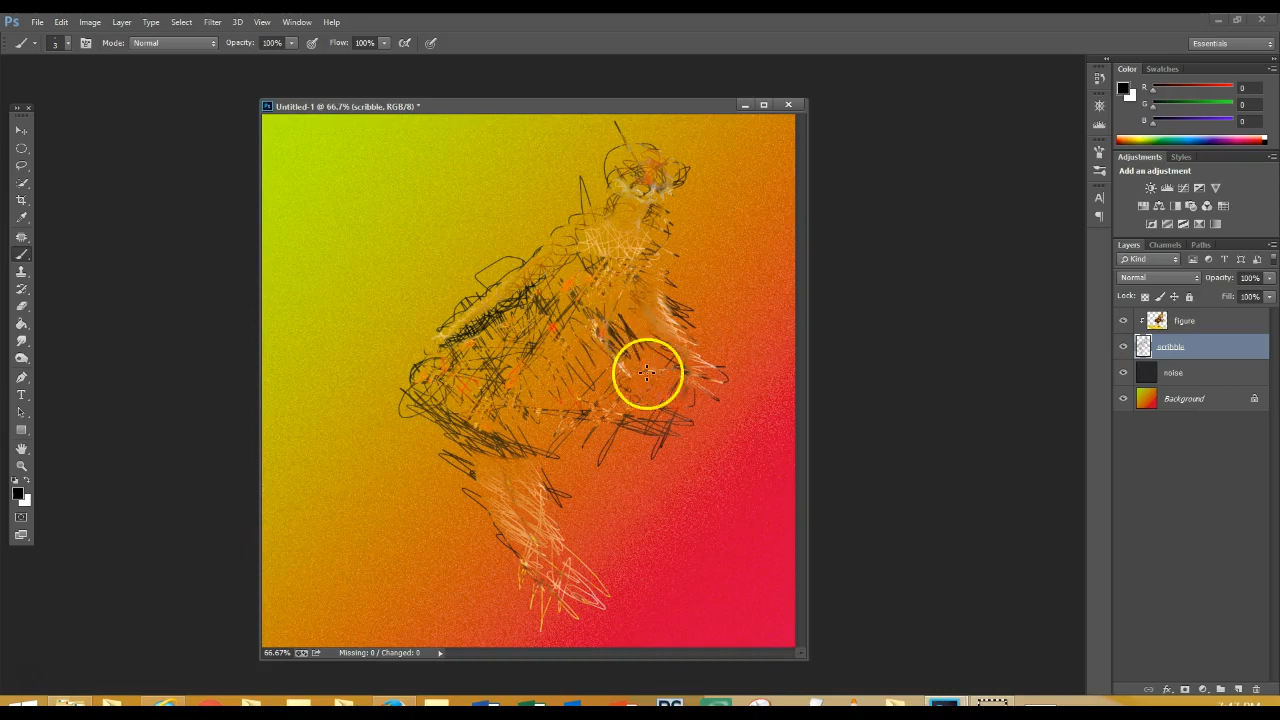 Ps File Edit Image Layer Type Select Filter 3D View Window Help
3 Mode: Normal Opacity: 100% Flow: 100% Essentials
Color Swatches
R 0
G 0
B 0
Ps Untitled-1 @ 66.7% (scribble, RGB/8) *
Adjustments Styles
Add an adjustment
Layers Channels Paths
Kind
Normal Opacity: 100%
Lock: Fill: 100%
figure
scribble
noise
Background
66.67% Missing: 0 / Changed: 0